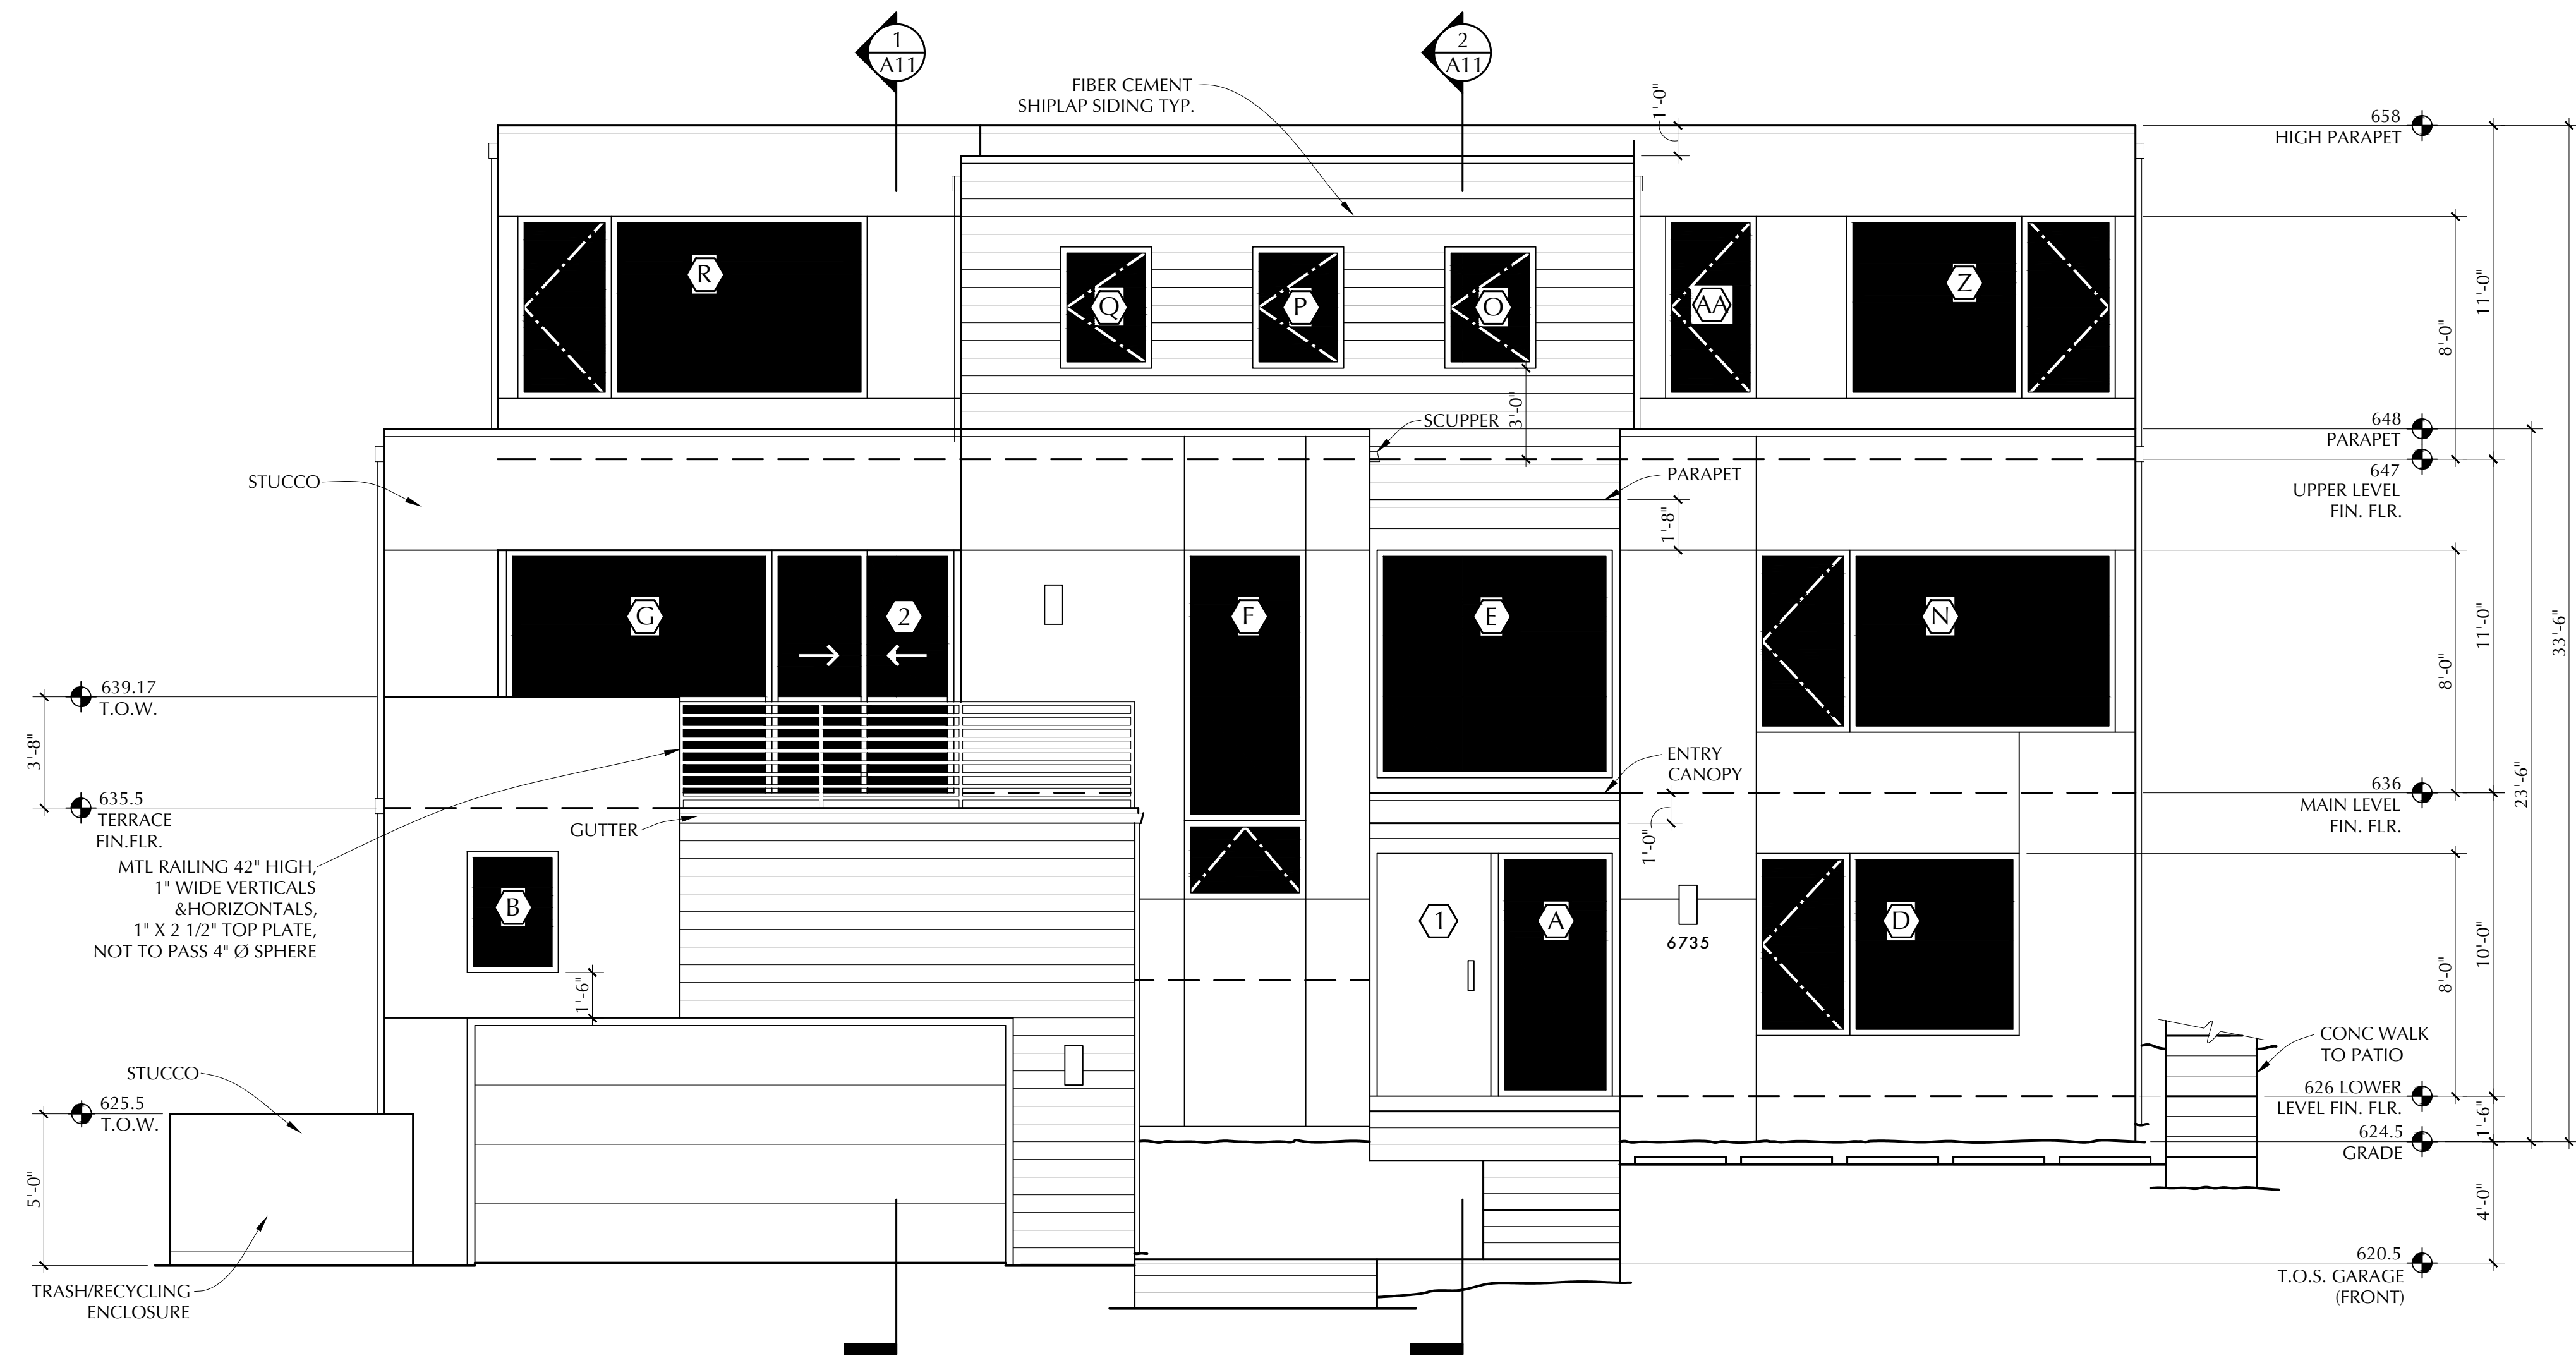 1
A11
2
A11
FIBER CEMENT
SHIPLAP SIDING TYP.
1'-0"
658
HIGH PARAPET
R
Q
P
O
AA
Z
11'-0"
8'-0"
3'-0"
SCUPPER
648
PARAPET
647
UPPER LEVEL
FIN. FLR.
STUCCO
PARAPET
1'-8"
G
2
F
E
N
11'-0"
8'-0"
33'-6"
639.17
T.O.W.
3'-8"
635.5
TERRACE
FIN.FLR.
GUTTER
MTL RAILING 42" HIGH,
1" WIDE VERTICALS
&HORIZONTALS,
1" X 2 1/2" TOP PLATE,
NOT TO PASS 4" Ø SPHERE
ENTRY
CANOPY
1'-0"
636
MAIN LEVEL
FIN. FLR.
23'-6"
B
1
A
6735
D
10'-0"
8'-0"
1'-6"
STUCCO
625.5
T.O.W.
5'-0"
CONC WALK
TO PATIO
626 LOWER
LEVEL FIN. FLR.
1'-6"
624.5
GRADE
4'-0"
620.5
T.O.S. GARAGE
(FRONT)
TRASH/RECYCLING
ENCLOSURE